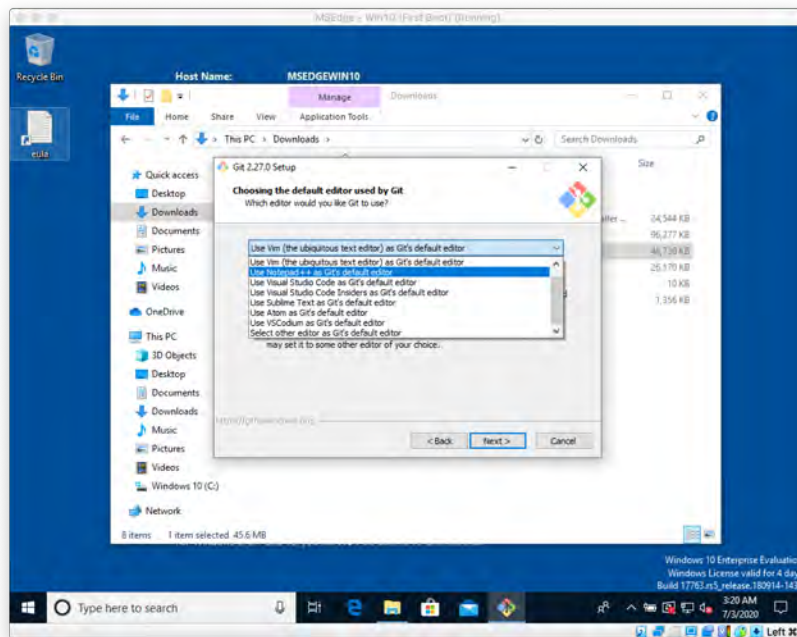 MSEdge - WIN10 (First Boot) [Running]
Recycle Bin
eula
Host Name: MSEDGEWIN10
Manage
Downloads
File
Home
Share
View
Application Tools
This PC > Downloads >
Search Downloads
Size
Quick access
Desktop
Downloads
Documents
Pictures
Music
Videos
OneDrive
This PC
3D Objects
Desktop
Documents
Downloads
Music
Pictures
Videos
Windows 10 (C:)
Network
24,544 KB
96,277 KB
46,739 KB
26,170 KB
10 KB
1,356 KB
8 items
1 item selected 45.6 MB
Git 2.27.0 Setup
Choosing the default editor used by Git
Which editor would you like Git to use?
Use Vim (the ubiquitous text editor) as Git's default editor
Use Vim (the ubiquitous text editor) as Git's default editor
Use Notepad++ as Git's default editor
Use Visual Studio Code as Git's default editor
Use Visual Studio Code Insiders as Git's default editor
Use Sublime Text as Git's default editor
Use Atom as Git's default editor
Use VSCodium as Git's default editor
Select other editor as Git's default editor
may set it to some other editor of your choice.
< Back
Next >
Cancel
Windows 10 Enterprise Evaluatio
Windows License valid for 4 day
Build 17763.rs5_release.180914-143
Type here to search
3:20 AM
7/3/2020
Left ⌘